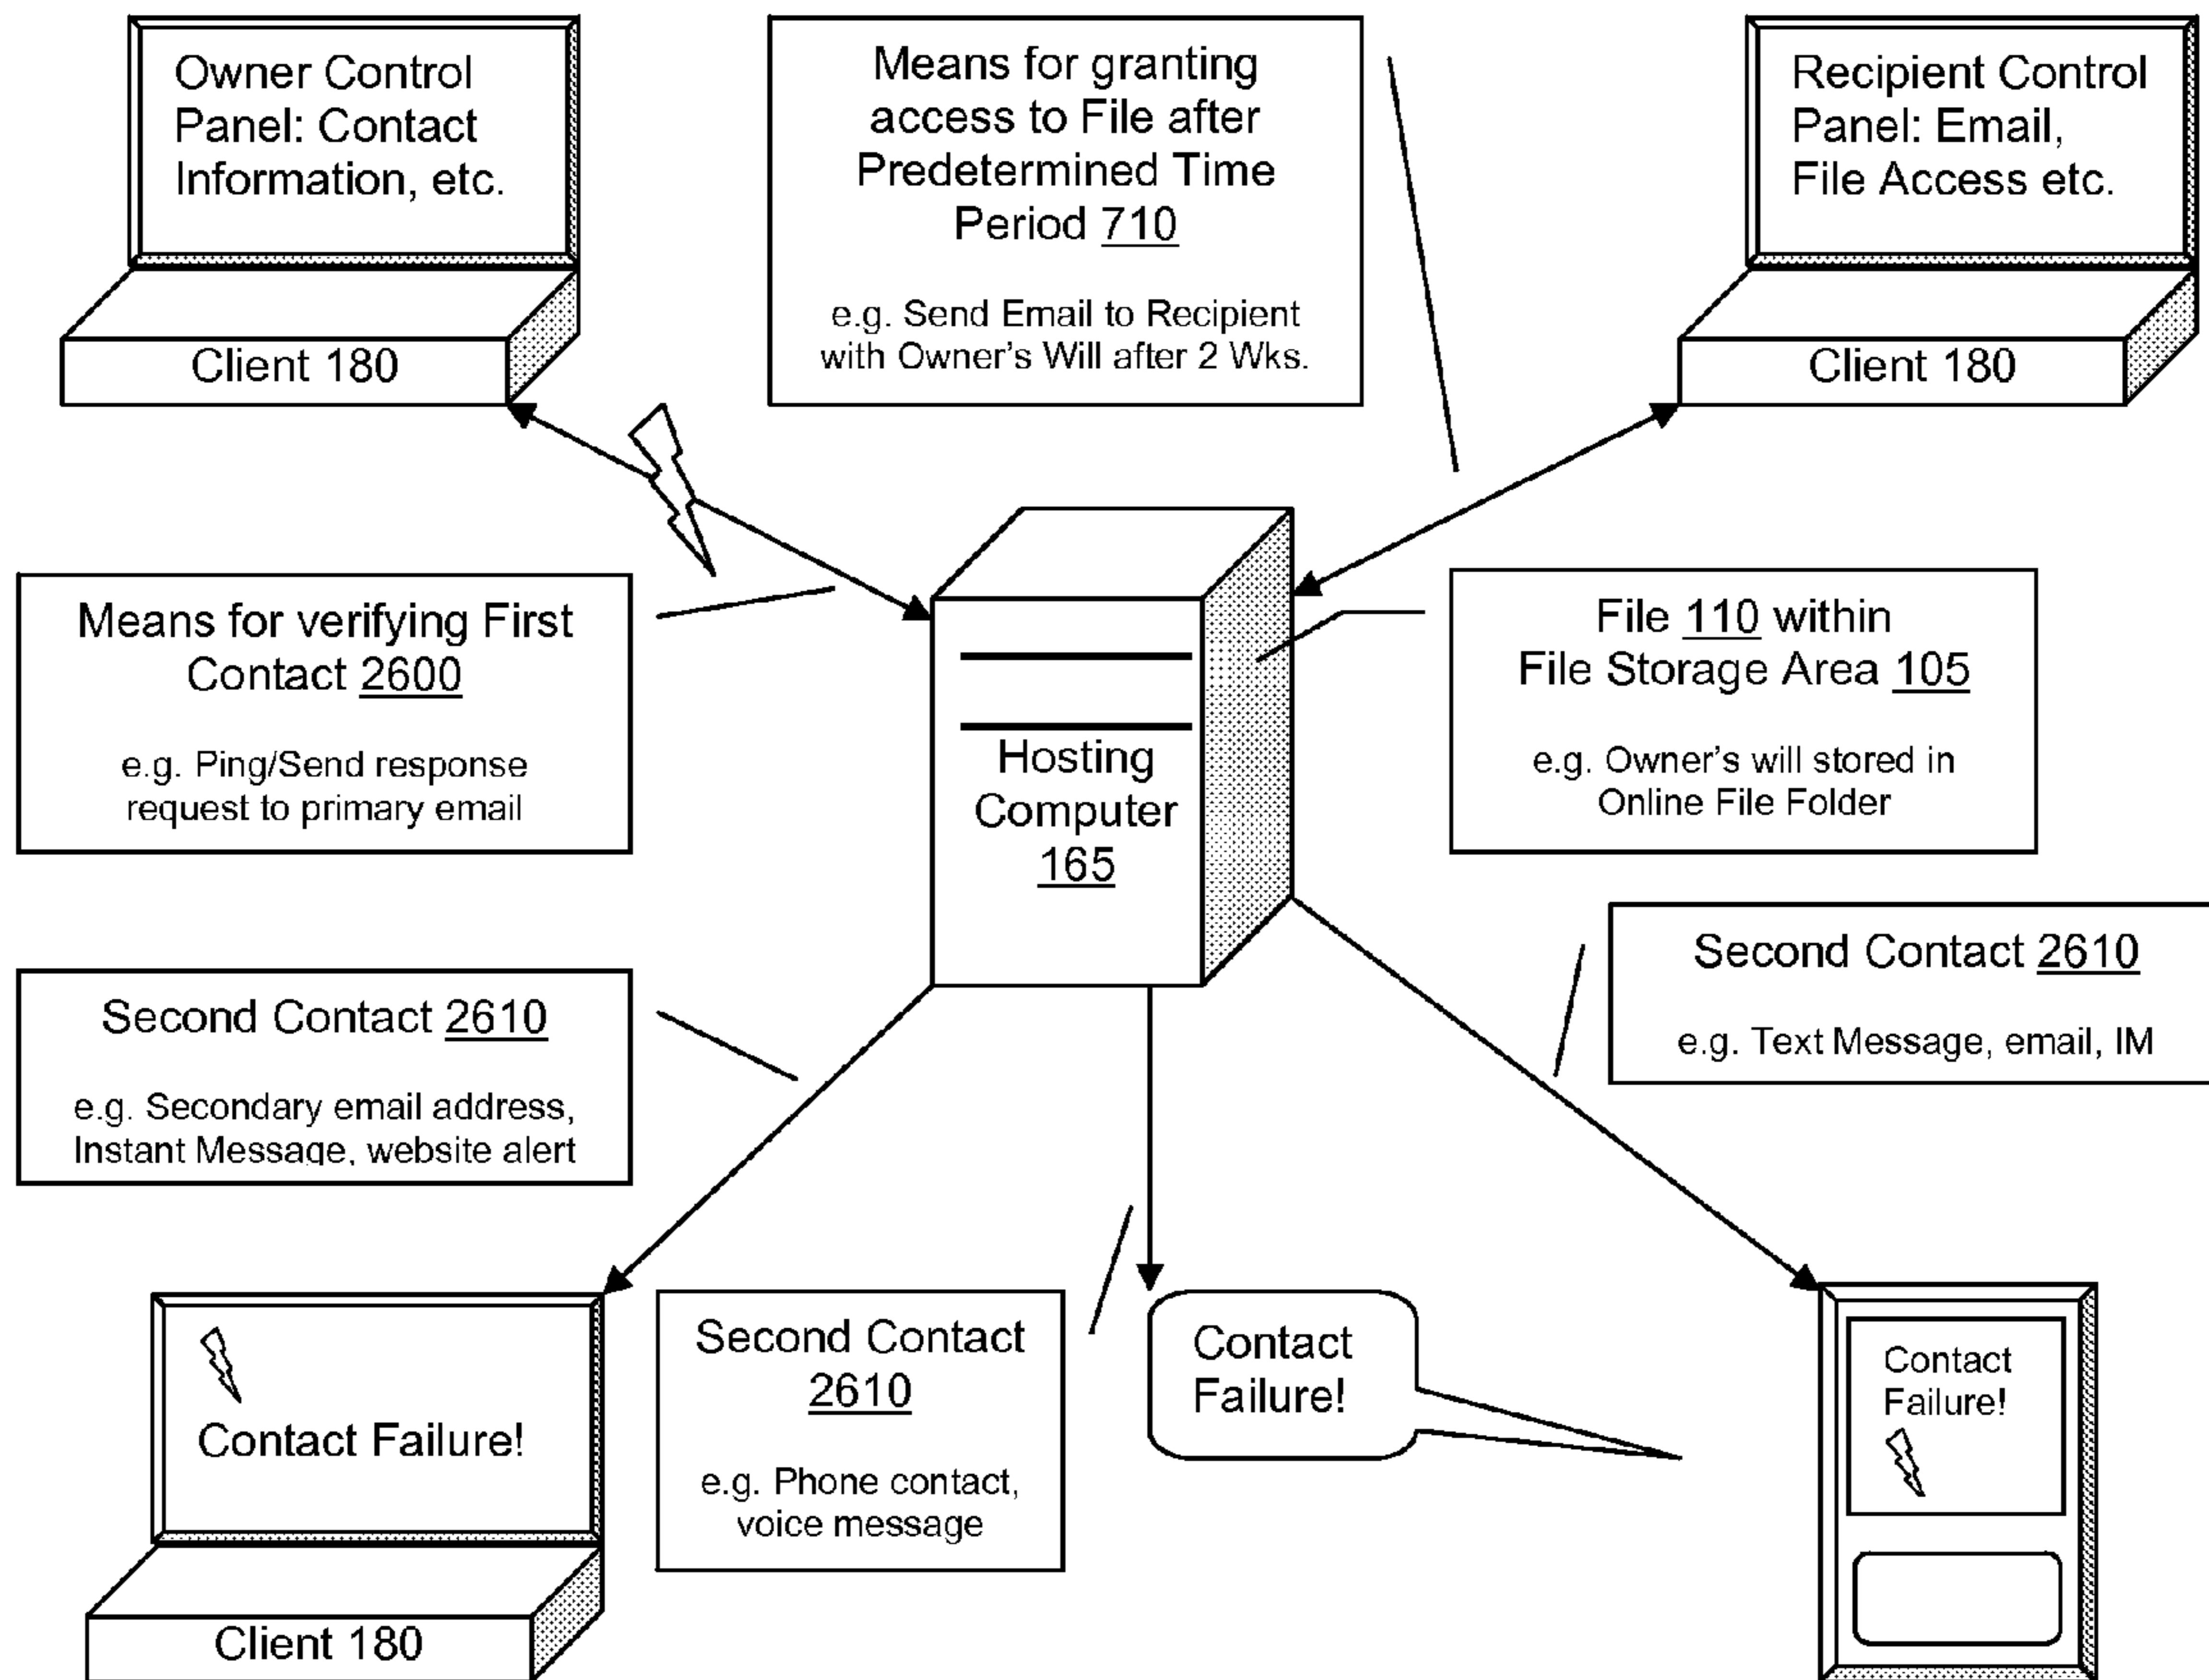 Owner Control
Panel: Contact
Information, etc.
Client 180
Means for granting
access to File after
Predetermined Time
Period 710
e.g. Send Email to Recipient
with Owner's Will after 2 Wks.
Recipient Control
Panel: Email,
File Access etc.
Client 180
Means for verifying First
Contact 2600
e.g. Ping/Send response
request to primary email
Hosting
Computer
165
File 110 within
File Storage Area 105
e.g. Owner's will stored in
Online File Folder
Second Contact 2610
e.g. Secondary email address,
Instant Message, website alert
Second Contact 2610
e.g. Text Message, email, IM
Contact Failure!
Client 180
Second Contact
2610
e.g. Phone contact,
voice message
Contact
Failure!
Contact
Failure!